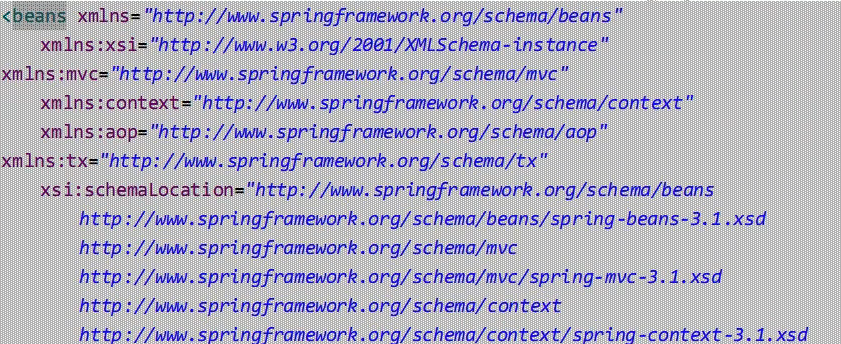 <beans xmlns="http://www.springframework.org/schema/beans"
xmlns:xsi="http://www.w3.org/2001/XMLSchema-instance"
xmlns:mvc="http://www.springframework.org/schema/mvc"
xmlns:context="http://www.springframework.org/schema/context"
xmlns:aop="http://www.springframework.org/schema/aop"
xmlns:tx="http://www.springframework.org/schema/tx"
xsi:schemaLocation="http://www.springframework.org/schema/beans
http://www.springframework.org/schema/beans/spring-beans-3.1.xsd
http://www.springframework.org/schema/mvc
http://www.springframework.org/schema/mvc/spring-mvc-3.1.xsd
http://www.springframework.org/schema/context
http://www.springframework.org/schema/context/spring-context-3.1.xsd